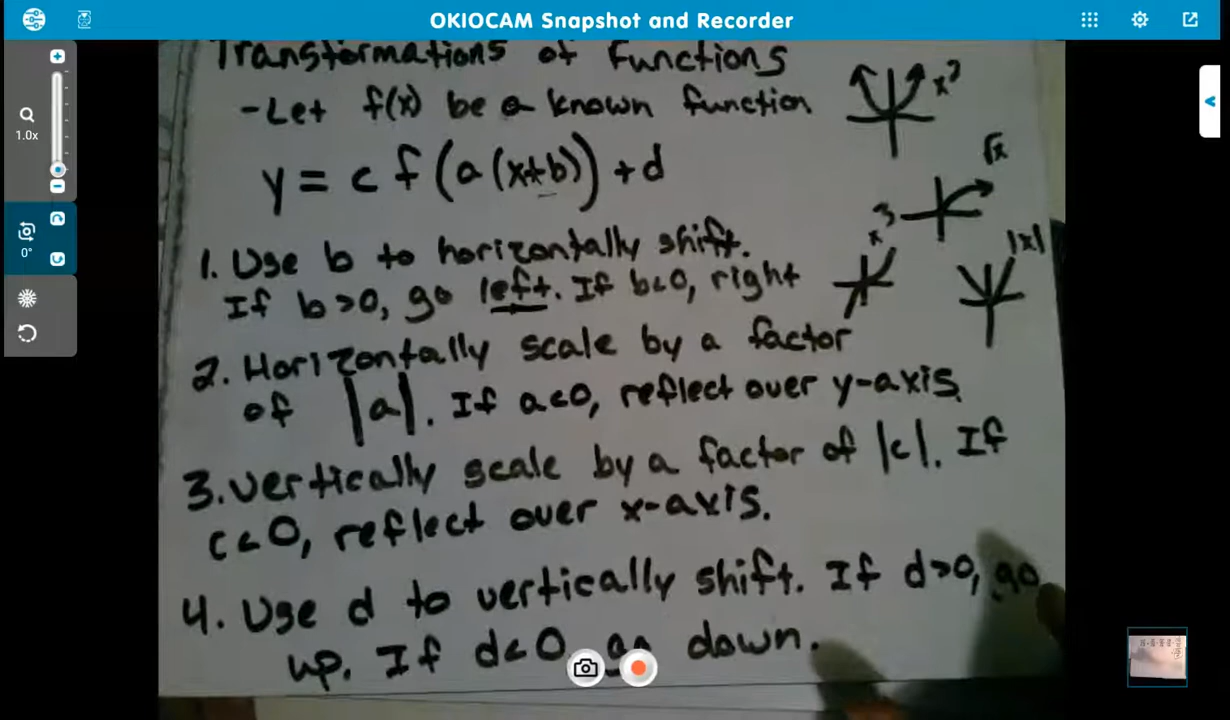 OKIOCAM Snapshot and Recorder
1.0x
0°
Transformations of Functions
-Let f(x) be a known function
y = c f(a(x+b)) + d
x²
√x
x³
|x|
1. Use b to horizontally shift.
If b>0, go left. If b<0, right
2. Horizontally scale by a factor
of |a|. If a<0, reflect over y-axis.
3. Vertically scale by a factor of |c|. If
c<0, reflect over x-axis.
4. Use d to vertically shift. If d>0, go
up. If d<0, go down.